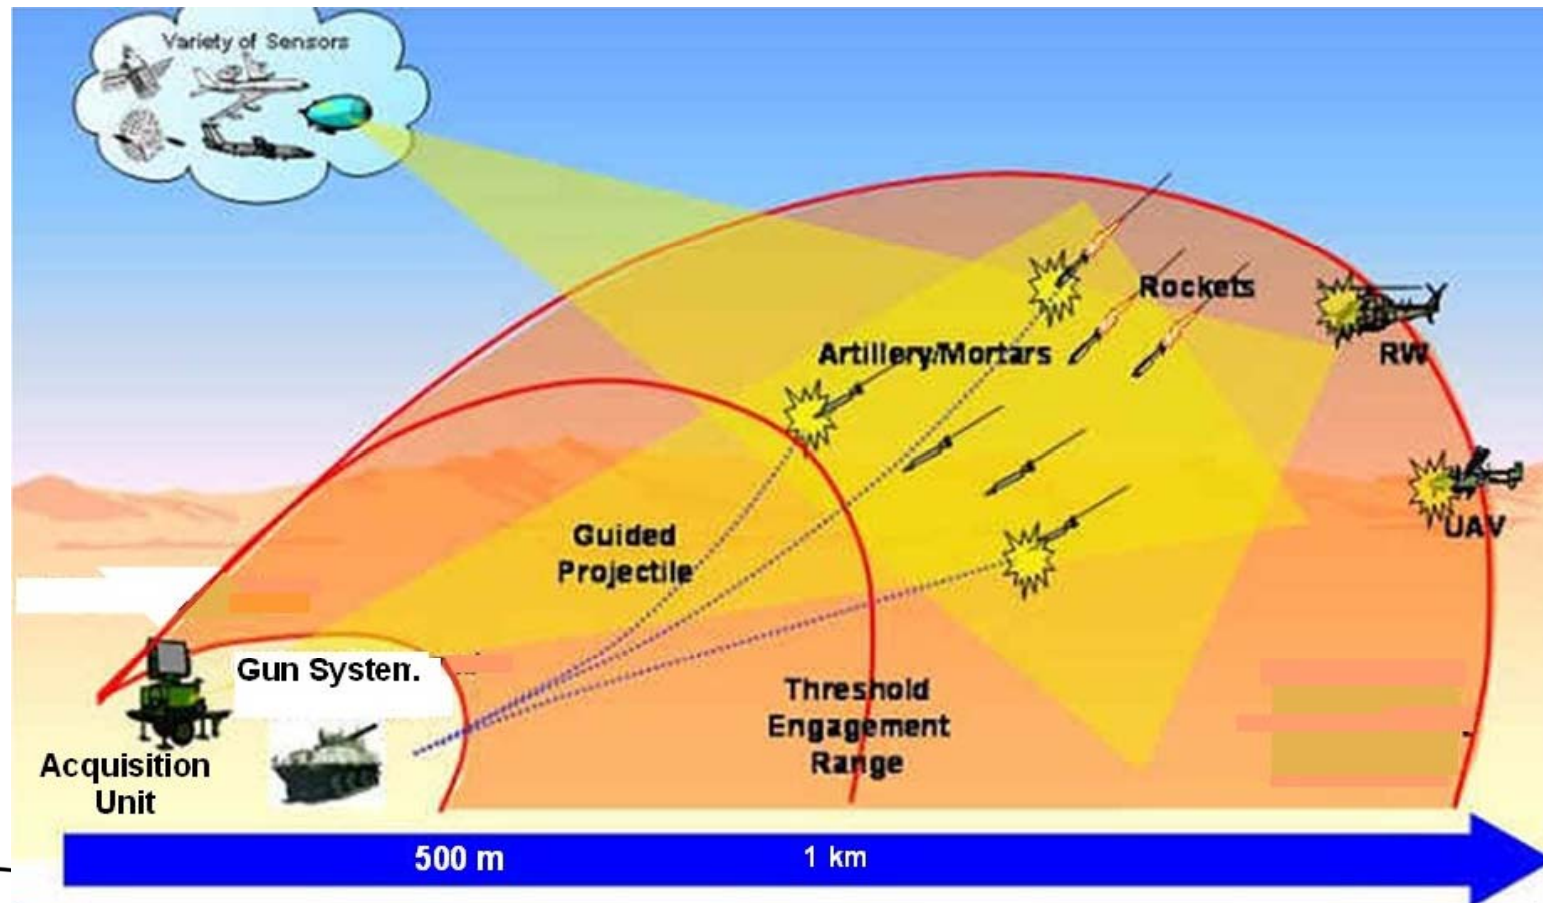 Variety of Sensors
Rockets
RW
Artillery/Mortars
UAV
Guided
Projectile
Gun System.
Threshold
Engagement
Range
Acquisition
Unit
500 m
1 km